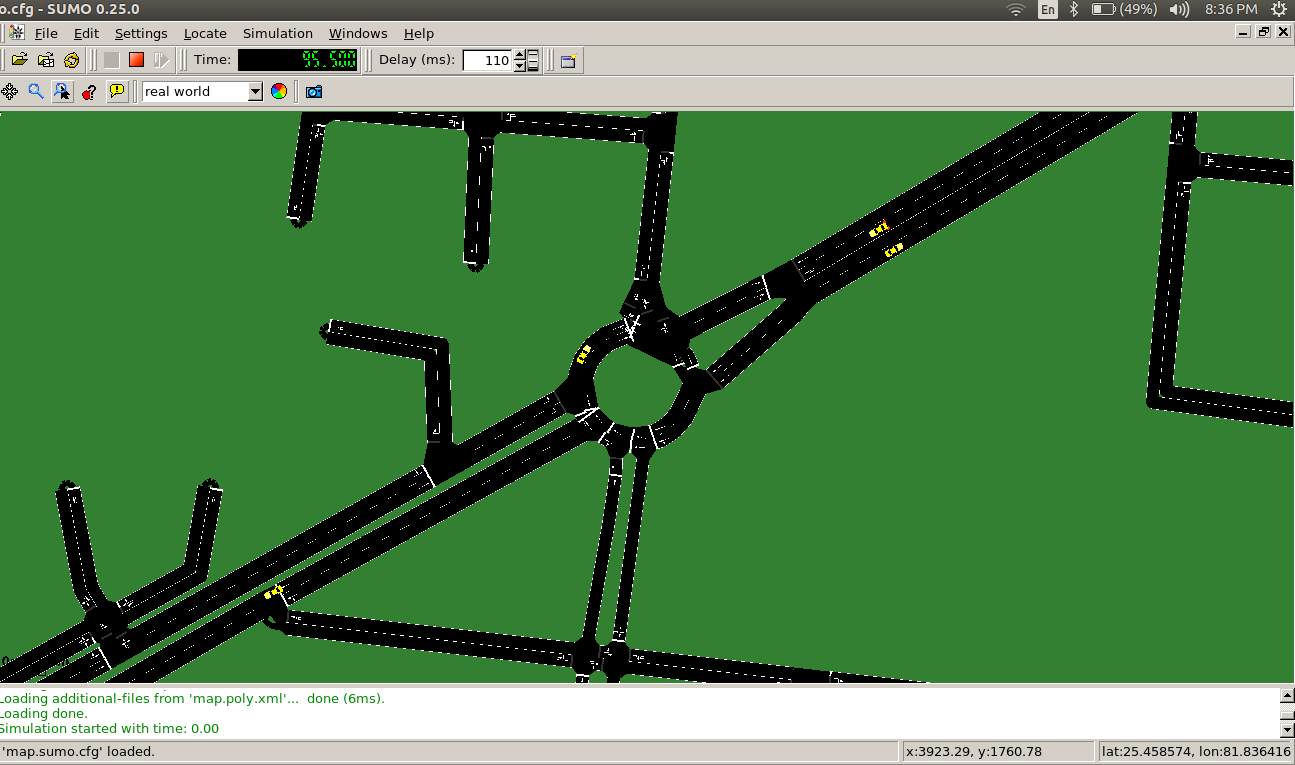 o.cfg - SUMO 0.25.0
En
(49%)
8:36 PM
File Edit Settings Locate Simulation Windows Help
Time: 95.500 Delay (ms): 110
real world
Loading additional-files from 'map.poly.xml'... done (6ms).
Loading done.
Simulation started with time: 0.00
'map.sumo.cfg' loaded.
x:3923.29, y:1760.78
lat:25.458574, lon:81.836416